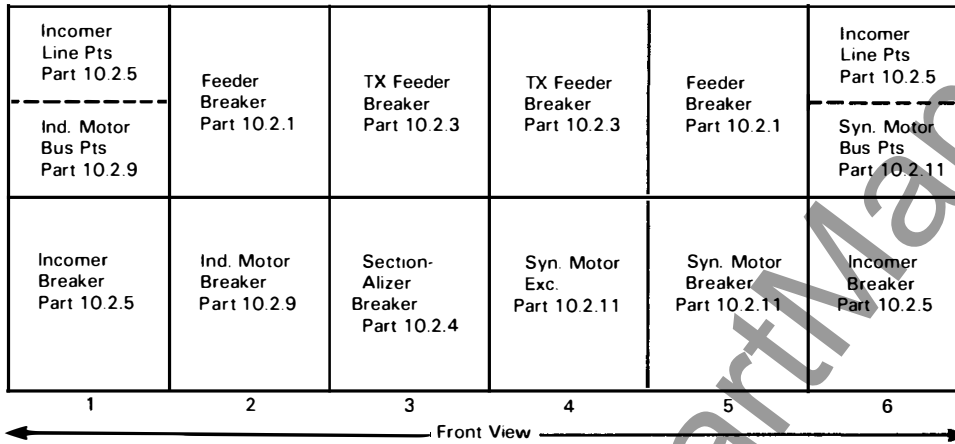 Incomer
Line Pts
Part 10.2.5
Ind. Motor
Bus Pts
Part 10.2.9
Feeder
Breaker
Part 10.2.1
TX Feeder
Breaker
Part 10.2.3
TX Feeder
Breaker
Part 10.2.3
Feeder
Breaker
Part 10.2.1
Incomer
Line Pts
Part 10.2.5
Syn. Motor
Bus Pts
Part 10.2.11
Incomer
Breaker
Part 10.2.5
Ind. Motor
Breaker
Part 10.2.9
Section-
Alizer
Breaker
Part 10.2.4
Syn. Motor
Exc.
Part 10.2.11
Syn. Motor
Breaker
Part 10.2.11
Incomer
Breaker
Part 10.2.5
1 2 3 4 5 6
Front View